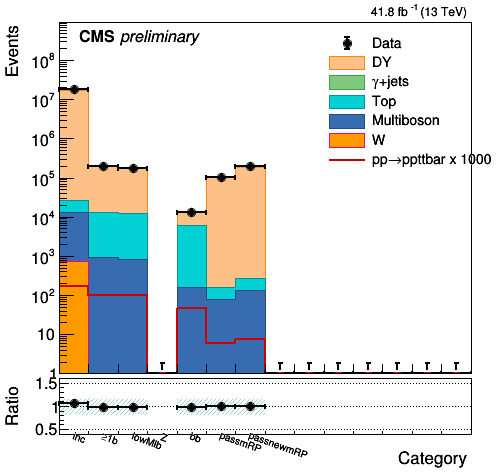 41.8 fb⁻¹ (13 TeV)
CMS preliminary
Events
Data
DY
γ+jets
Top
Multiboson
W
pp→ppttbar x 1000
10⁸
10⁷
10⁶
10⁵
10⁴
10³
10²
10
1
Ratio
1.5
1
0.5
inc
≥1b
lowMlb
Z
bb
passmRP
passnewmRP
Category